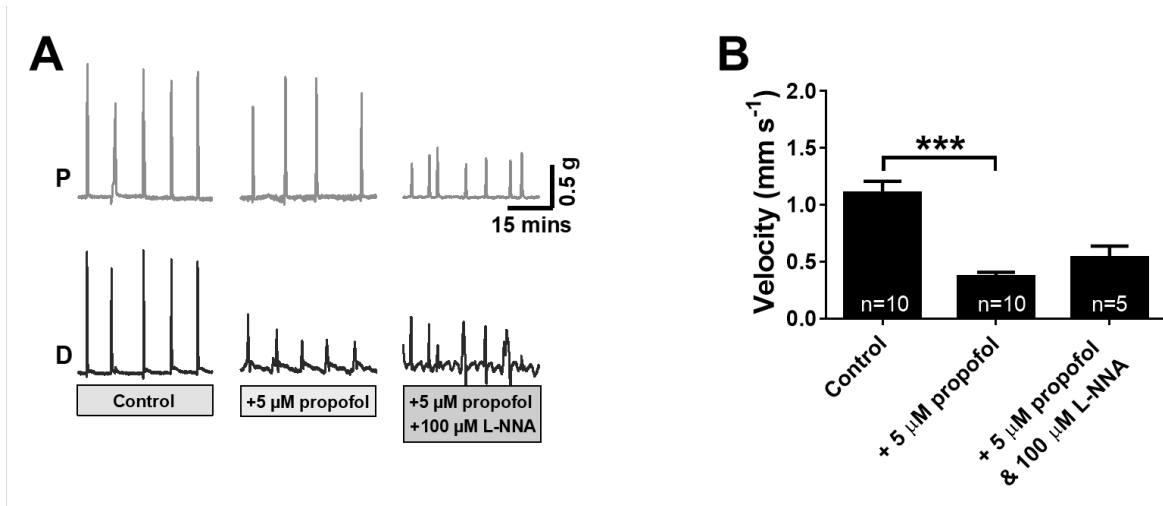 A
P
0.5 g
15 mins
D
Control
+5 µM propofol
+5 µM propofol
+100 µM L-NNA
B
Velocity (mm s⁻¹)
2.0
1.5
1.0
0.5
0.0
***
n=10
n=10
n=5
Control
+ 5 µM propofol
+ 5 µM propofol
& 100 µM L-NNA